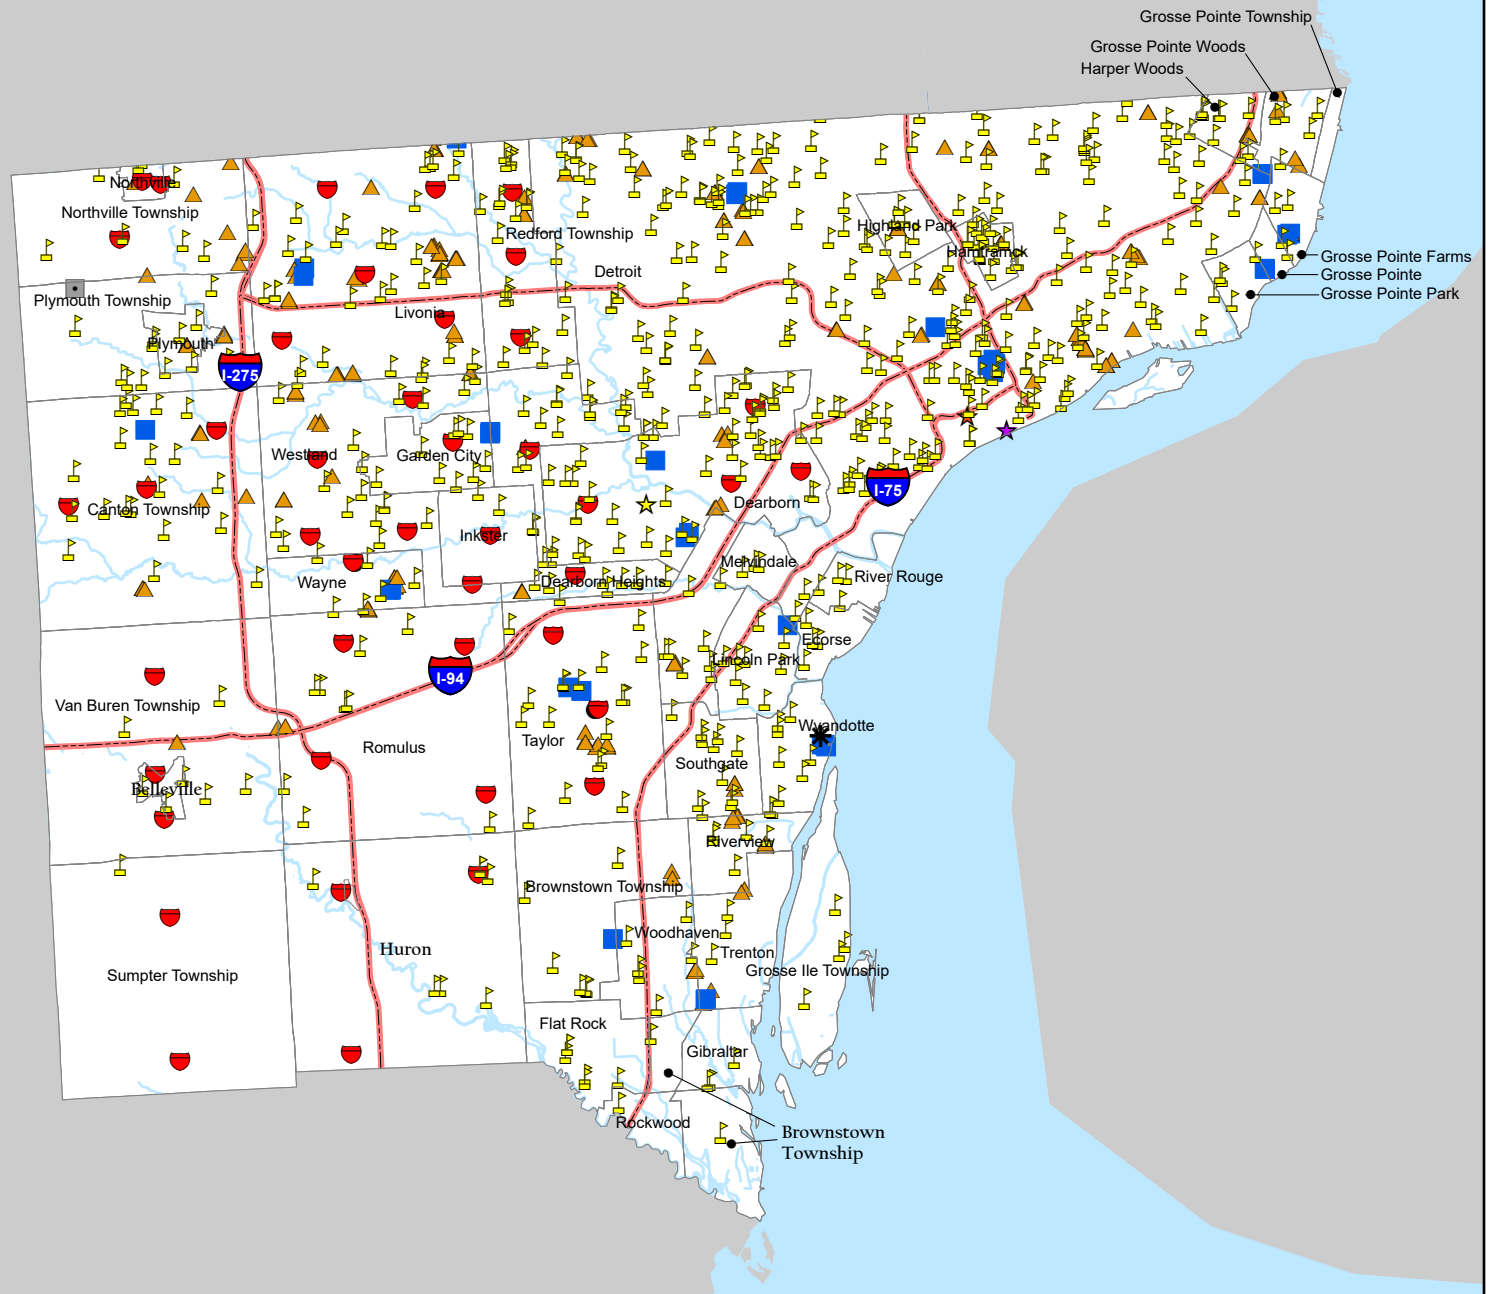 Grosse Pointe Township
Grosse Pointe Woods
Harper Woods
Northville
Northville Township
Highland Park
Redford Township
Hamtramck
Grosse Pointe Farms
Detroit
Grosse Pointe
Plymouth Township
Grosse Pointe Park
Livonia
Plymouth
I-275
Westland
Garden City
I-75
Canton Township
Dearborn
Inkster
Melvindale
Wayne
Dearborn Heights
River Rouge
Ecorse
Lincoln Park
I-94
Van Buren Township
Wyandotte
Romulus
Taylor
Southgate
Belleville
Riverview
Brownstown Township
Woodhaven
Huron
Trenton
Sumpter Township
Grosse Ile Township
Flat Rock
Gibraltar
Rockwood
Brownstown
Township